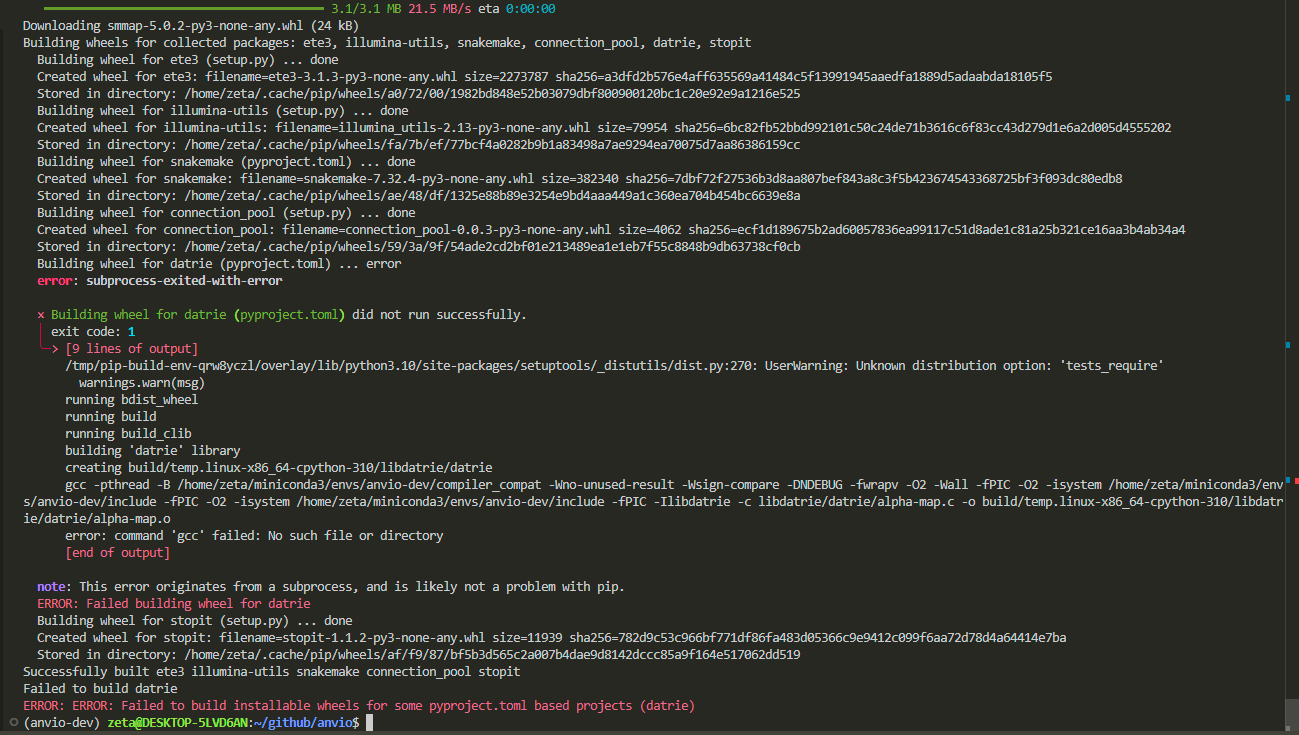 3.1/3.1 MB 21.5 MB/s eta 0:00:00
Downloading smmap-5.0.2-py3-none-any.whl (24 kB)
Building wheels for collected packages: ete3, illumina-utils, snakemake, connection_pool, datrie, stopit
Building wheel for ete3 (setup.py) ... done
Created wheel for ete3: filename=ete3-3.1.3-py3-none-any.whl size=2273787 sha256=a3dfd2b576e4aff635569a41484c5f13991945aaedfa1889d5adaabda18105f5
Stored in directory: /home/zeta/.cache/pip/wheels/a0/72/00/1982bd848e52b03079dbf800900120bc1c20e92e9a1216e525
Building wheel for illumina-utils (setup.py) ... done
Created wheel for illumina-utils: filename=illumina_utils-2.13-py3-none-any.whl size=79954 sha256=6bc82fb52bbd992101c50c24de71b3616c6f83cc43d279d1e6a2d005d4555202
Stored in directory: /home/zeta/.cache/pip/wheels/fa/7b/ef/77bcf4a0282b9b1a83498a7ae9294ea70075d7aa86386159cc
Building wheel for snakemake (pyproject.toml) ... done
Created wheel for snakemake: filename=snakemake-7.32.4-py3-none-any.whl size=382340 sha256=7dbf72f27536b3d8aa807bef843a8c3f5b423674543368725bf3f093dc80edb8
Stored in directory: /home/zeta/.cache/pip/wheels/ae/48/df/1325e88b89e3254e9bd4aaa449a1c360ea704b454bc6639e8a
Building wheel for connection_pool (setup.py) ... done
Created wheel for connection_pool: filename=connection_pool-0.0.3-py3-none-any.whl size=4062 sha256=ecf1d189675b2ad60057836ea99117c51d8ade1c81a25b321ce16aa3b4ab34a4
Stored in directory: /home/zeta/.cache/pip/wheels/59/3a/9f/54ade2cd2bf01e213489ea1e1eb7f55c8848b9db63738cf0cb
Building wheel for datrie (pyproject.toml) ... error
error: subprocess-exited-with-error
× Building wheel for datrie (pyproject.toml) did not run successfully.
│ exit code: 1
╰─> [9 lines of output]
/tmp/pip-build-env-qrw8yczl/overlay/lib/python3.10/site-packages/setuptools/_distutils/dist.py:270: UserWarning: Unknown distribution option: 'tests_require'
warnings.warn(msg)
running bdist_wheel
running build
running build_clib
building 'datrie' library
creating build/temp.linux-x86_64-cpython-310/libdatrie/datrie
gcc -pthread -B /home/zeta/miniconda3/envs/anvio-dev/compiler_compat -Wno-unused-result -Wsign-compare -DNDEBUG -fwrapv -O2 -Wall -fPIC -O2 -isystem /home/zeta/miniconda3/env
s/anvio-dev/include -fPIC -O2 -isystem /home/zeta/miniconda3/envs/anvio-dev/include -fPIC -Ilibdatrie -c libdatrie/datrie/alpha-map.c -o build/temp.linux-x86_64-cpython-310/libdatr
ie/datrie/alpha-map.o
error: command 'gcc' failed: No such file or directory
[end of output]
note: This error originates from a subprocess, and is likely not a problem with pip.
ERROR: Failed building wheel for datrie
Building wheel for stopit (setup.py) ... done
Created wheel for stopit: filename=stopit-1.1.2-py3-none-any.whl size=11939 sha256=782d9c53c966bf771df86fa483d05366c9e9412c099f6aa72d78d4a64414e7ba
Stored in directory: /home/zeta/.cache/pip/wheels/af/f9/87/bf5b3d565c2a007b4dae9d8142dccc85a9f164e517062dd519
Successfully built ete3 illumina-utils snakemake connection_pool stopit
Failed to build datrie
ERROR: ERROR: Failed to build installable wheels for some pyproject.toml based projects (datrie)
(anvio-dev) zeta@DESKTOP-5LVD6AN:~/github/anvio$